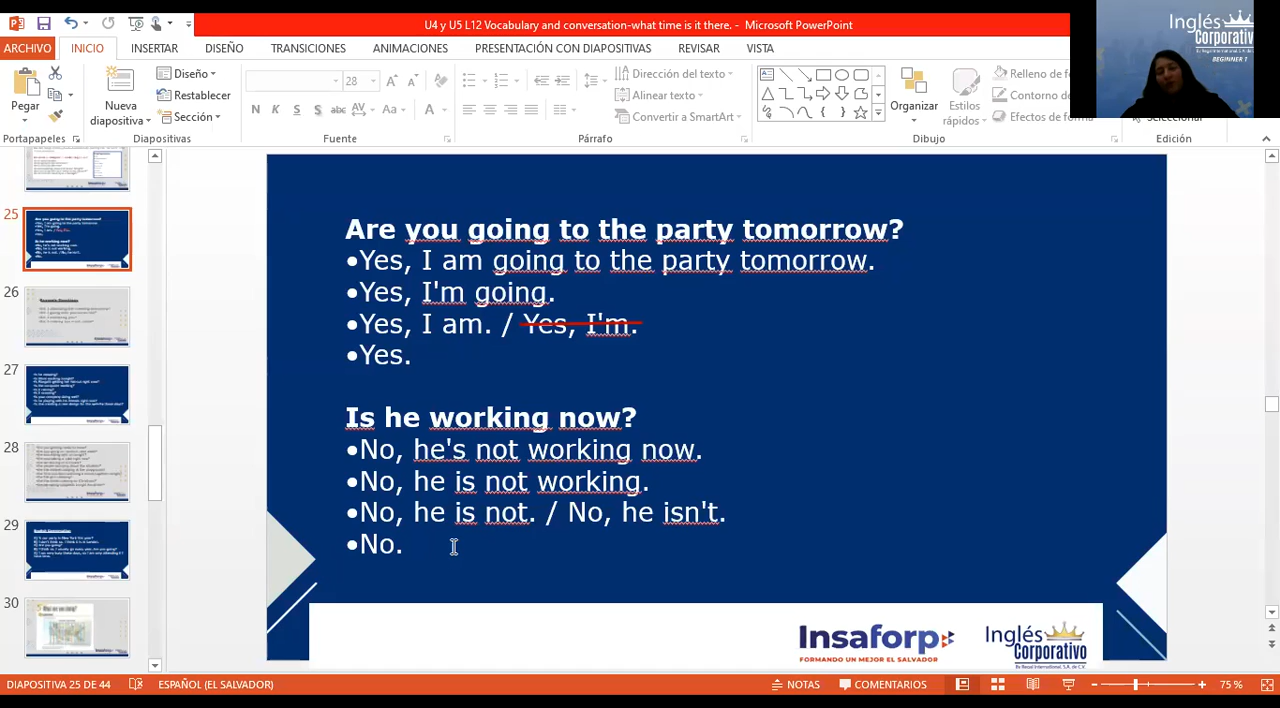 U4 y U5 L12 Vocabulary and conversation-what time is it there. - Microsoft PowerPoint
ARCHIVO INICIO INSERTAR DISEÑO TRANSICIONES ANIMACIONES PRESENTACIÓN CON DIAPOSITIVAS REVISAR VISTA
Inglés
Corporativo
BEGINNER 1
Pegar
Nueva
diapositiva
Diseño
Restablecer
Sección
28
N K S S abc AV Aa A
Dirección del texto
Alinear texto
Convertir a SmartArt
Organizar
Estilos
rápidos
Relleno de f
Contorno de
Efectos de forma
Seleccionar
Portapapeles Diapositivas Fuente Párrafo Dibujo Edición
25
26
27
28
29
30
Are you going to the party tomorrow?
•Yes, I am going to the party tomorrow.
•Yes, I'm going.
•Yes, I am. / Yes, I'm.
•Yes.
Is he working now?
•No, he's not working now.
•No, he is not working.
•No, he is not. / No, he isn't.
•No.
Insaforp
FORMANDO UN MEJOR EL SALVADOR
Inglés
Corporativo
DIAPOSITIVA 25 DE 44 ESPAÑOL (EL SALVADOR) NOTAS COMENTARIOS 75 %